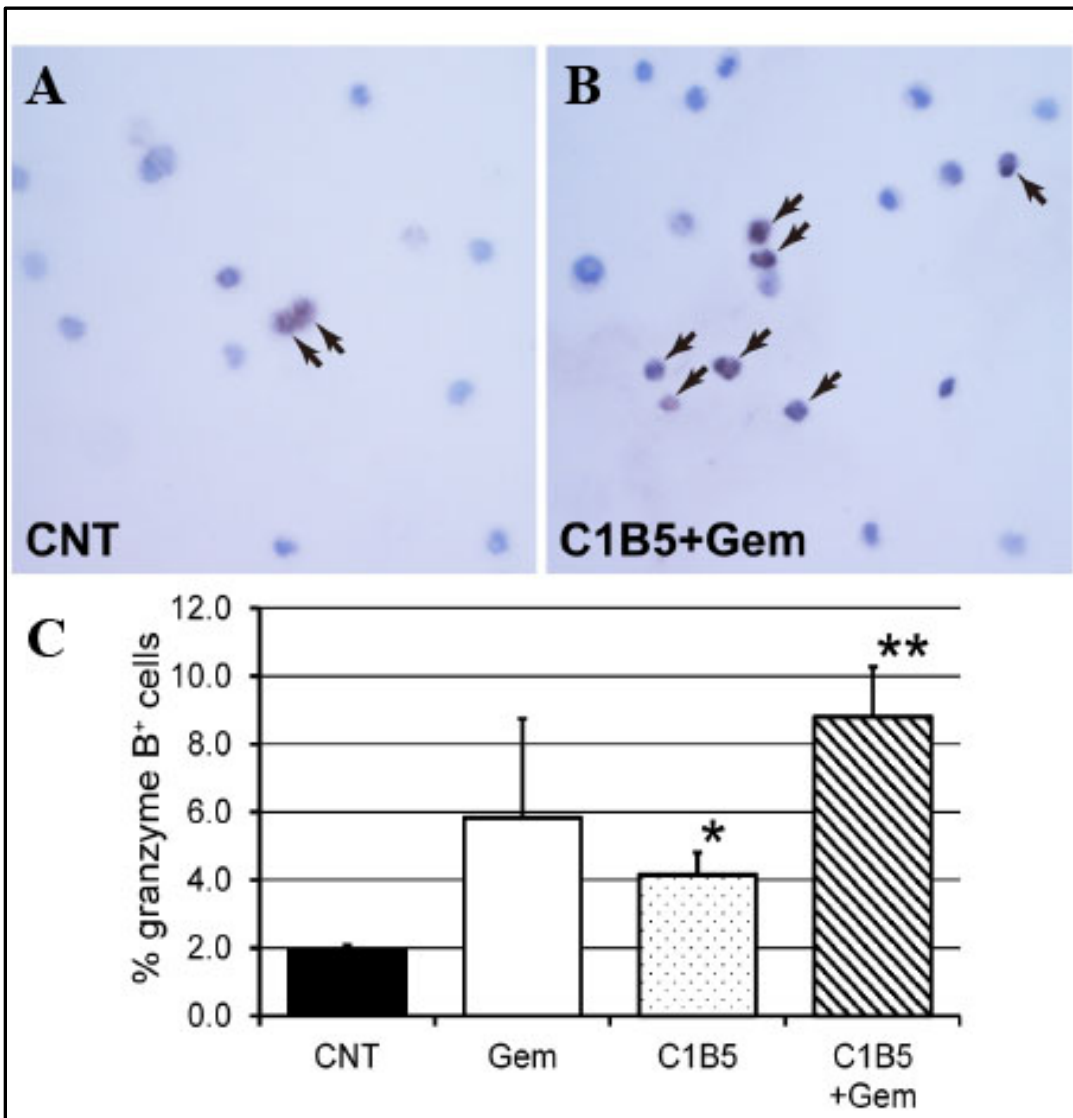 A
B
CNT
C1B5+Gem
C
% granzyme B⁺ cells
12.0
10.0
8.0
6.0
4.0
2.0
0.0
*
**
CNT
Gem
C1B5
C1B5
+Gem